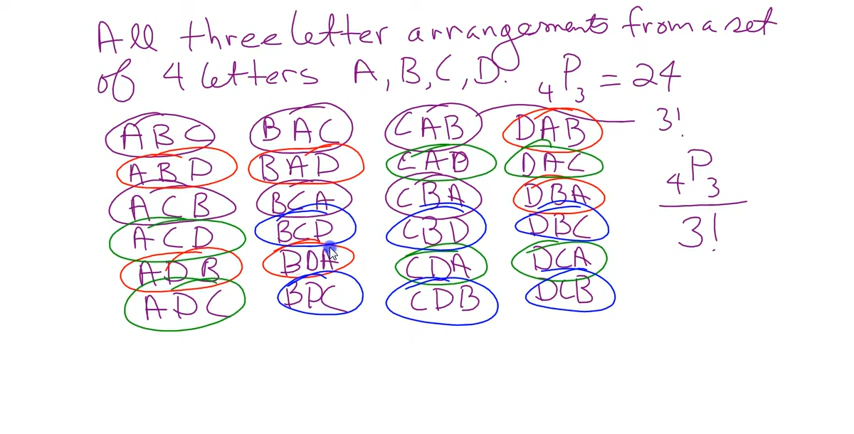 All three letter arrangements from a set
of 4 letters A, B, C, D. ₄P₃ = 24
ABC BAC CAB DAB 3!
ABD BAD CAD DAC
ACB BCA CBA DBA
ACD BCD CBD DBC
ADB BDA CDA DCA
ADC BDC CDB DCB
₄P₃
3!